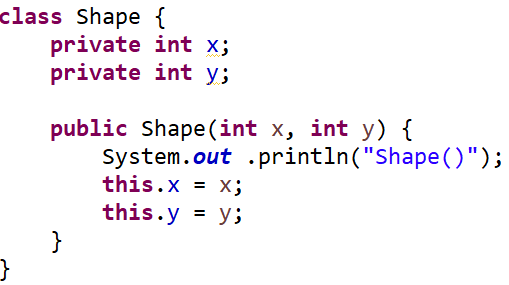 class Shape {
    private int x;
    private int y;

    public Shape(int x, int y) {
        System.out .println("Shape()");
        this.x = x;
        this.y = y;
    }
}